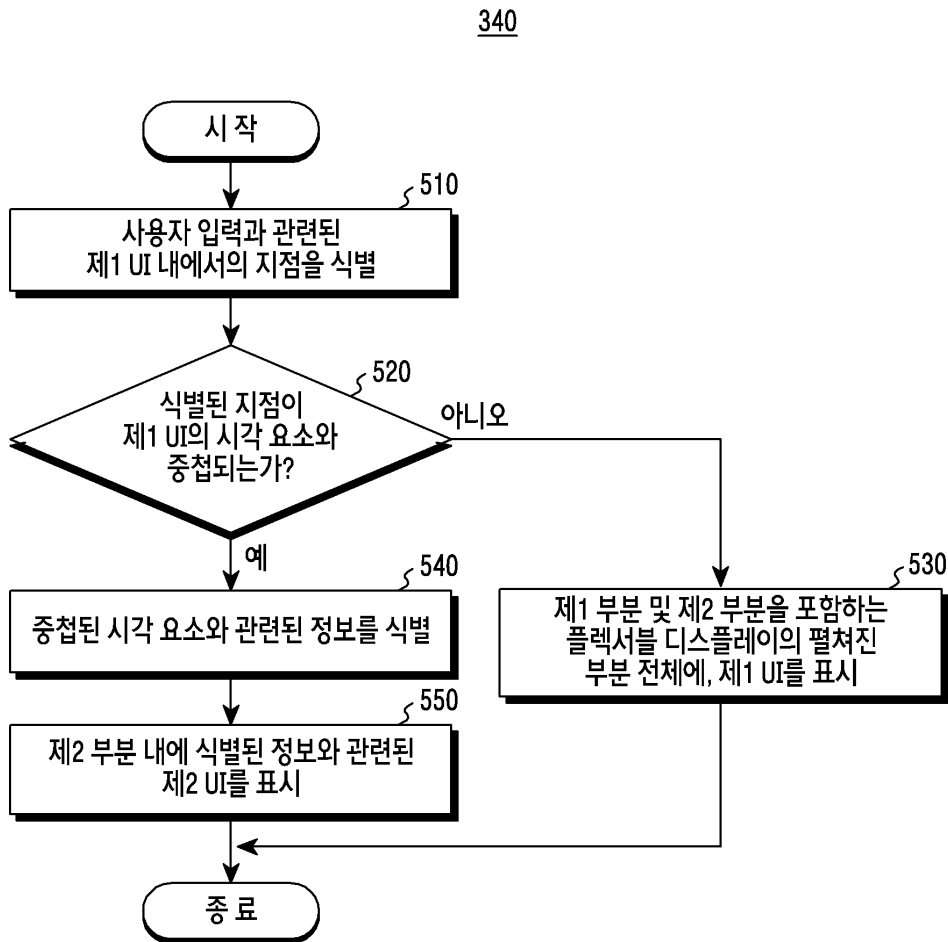 340
시 작
510
사용자 입력과 관련된
제1 UI 내에서의 지점을 식별
520
식별된 지점이
제1 UI의 시각 요소와
중첩되는가?
아니오
예
540
중첩된 시각 요소와 관련된 정보를 식별
530
제1 부분 및 제2 부분을 포함하는
플렉서블 디스플레이의 펼쳐진
부분 전체에, 제1 UI를 표시
550
제2 부분 내에 식별된 정보와 관련된
제2 UI를 표시
종 료